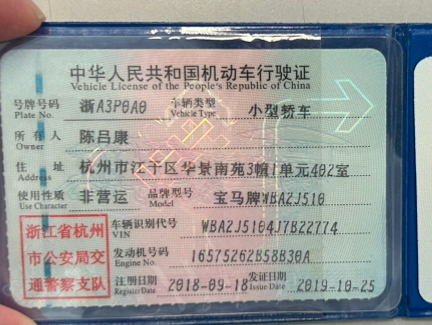 中华人民共和国机动车行驶证
Vehicle License of the People's Republic of China
号牌号码 浙A3P0A0 车辆类型 小型轿车
Plate No. Vehicle Type
所有人 陈吕康
Owner
住址 杭州市江干区华景南苑3幢1单元402室
Address
使用性质 非营运 品牌型号 宝马牌WBA2J510
Use Character Model
浙江省杭州市公安局交通警察支队
车辆识别代号 WBA2J5104J7B22774
VIN
发动机号码 16575262B58B30A
Engine No.
注册日期 2018-09-18 发证日期 2019-10-25
Register Date Issue Date